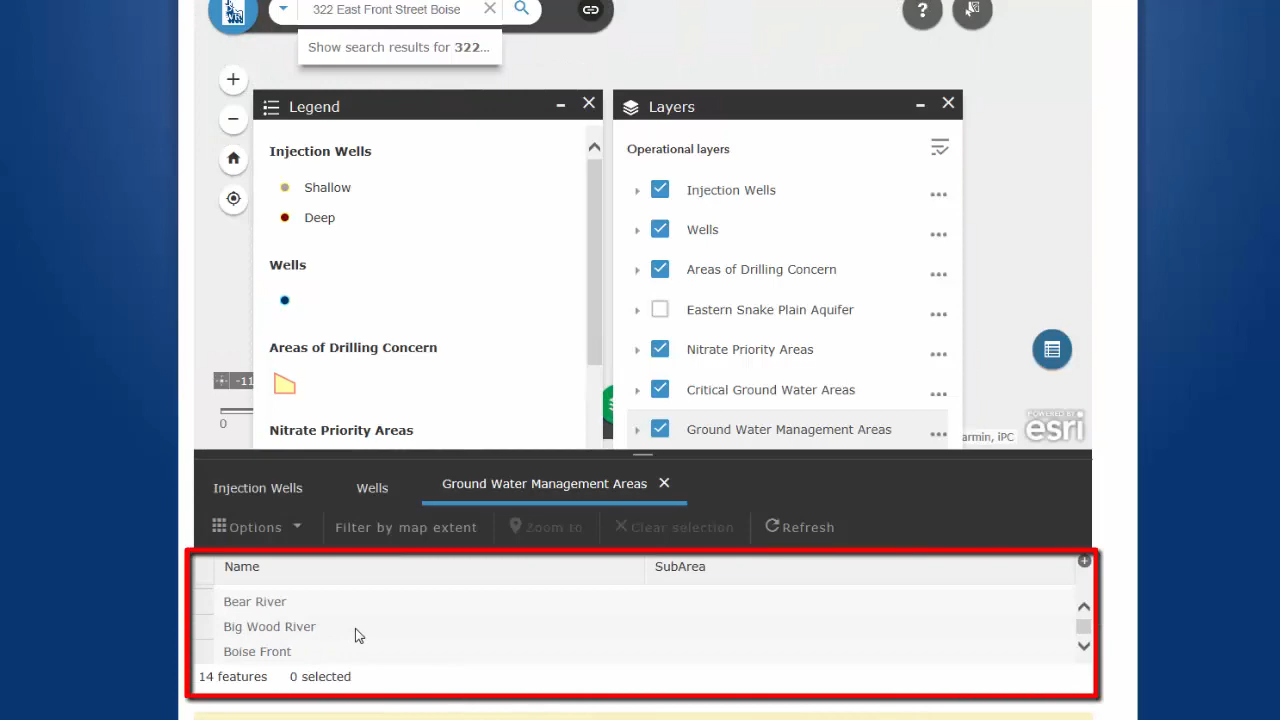 322 East Front Street Boise
?
Show search results for 322...
Legend
Injection Wells
Shallow
Deep
Wells
Areas of Drilling Concern
Nitrate Priority Areas
Layers
Operational layers
Injection Wells
Wells
Areas of Drilling Concern
Eastern Snake Plain Aquifer
Nitrate Priority Areas
Critical Ground Water Areas
Ground Water Management Areas
-11
0
POWERED BY
esri
armin, iPC
Injection Wells Wells Ground Water Management Areas
Options Filter by map extent Zoom to Clear selection Refresh
Name SubArea
Bear River
Big Wood River
Boise Front
14 features 0 selected